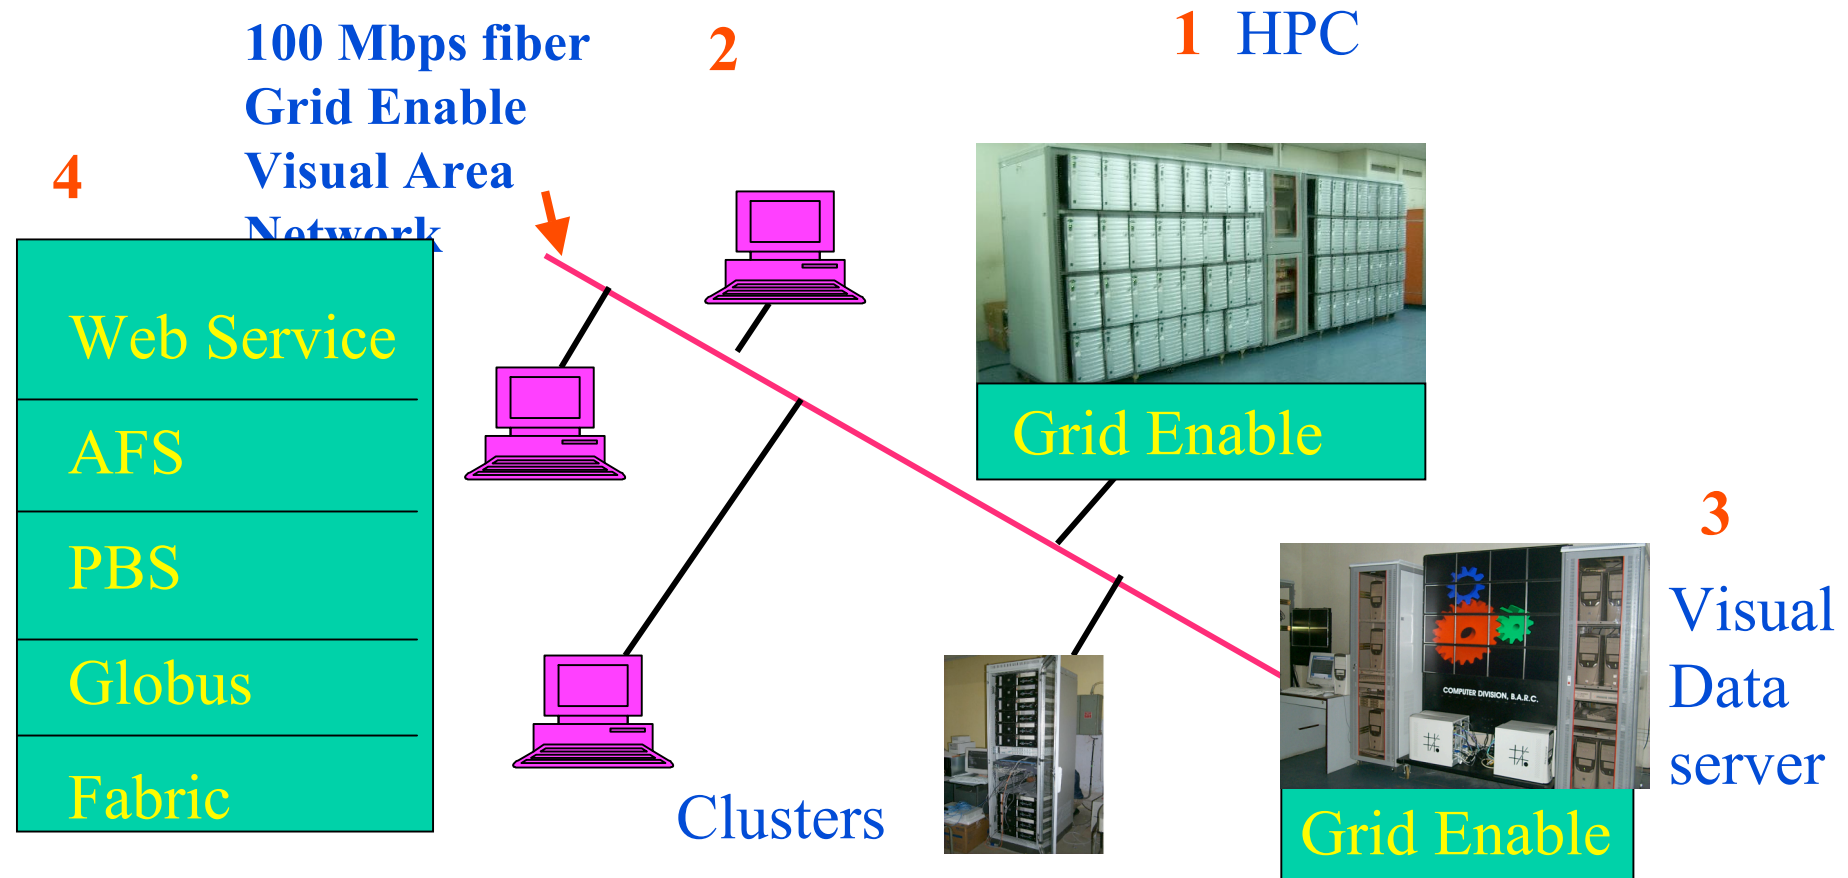 100 Mbps fiber
Grid Enable
Visual Area
Network
2
1 HPC
4
Web Service
AFS
PBS
Globus
Fabric
Grid Enable
3
Visual
Data
server
COMPUTER DIVISION, B.A.R.C.
Clusters
Grid Enable